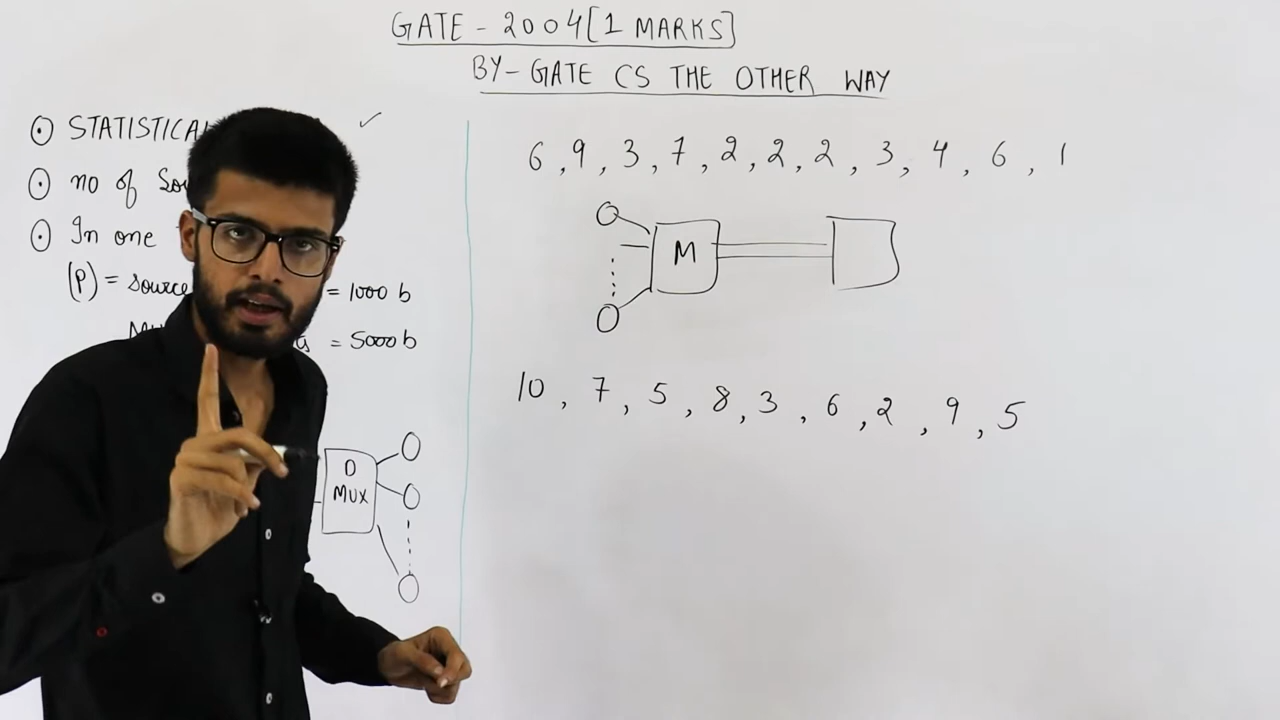 GATE - 2004 [1 MARKS]
BY - GATE CS THE OTHER WAY
STATISTICA
no of
In one
(P) = source = 1000 b
= 5000 b
6, 9, 3, 7, 2, 2, 2, 3, 4, 6, 1
M
10, 7, 5, 8, 3, 6, 2, 9, 5
D
MUX